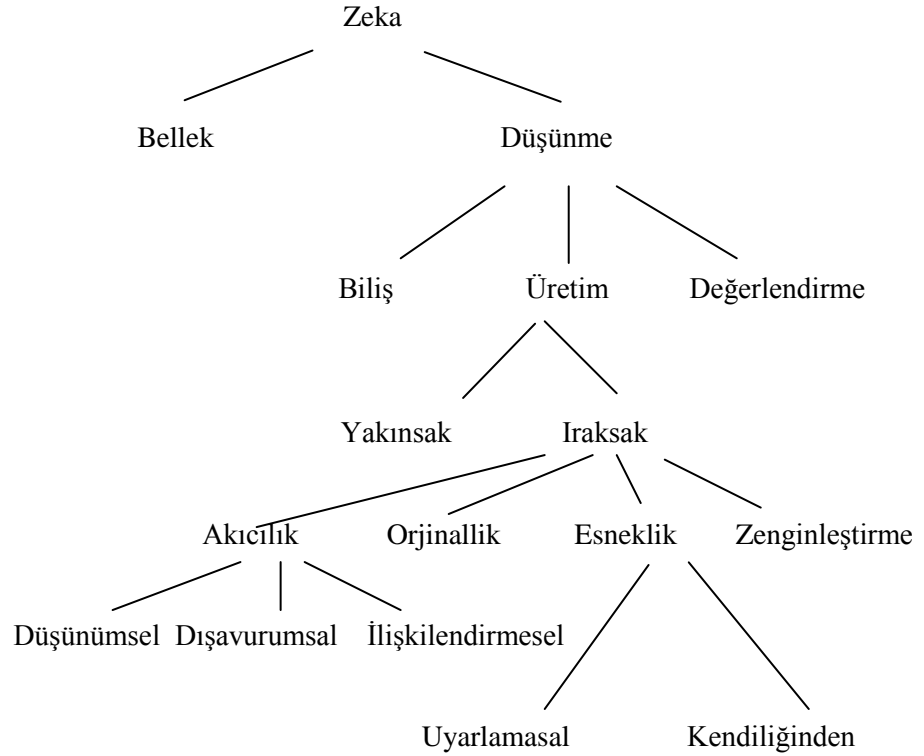 Zeka
Bellek Düşünme
Biliş Üretim Değerlendirme
Yakınsak Iraksak
Akıcılık Orjinallik Esneklik Zenginleştirme
Düşünümsel Dışavurumsal İlişkilendirmesel
Uyarlamasal Kendiliğinden